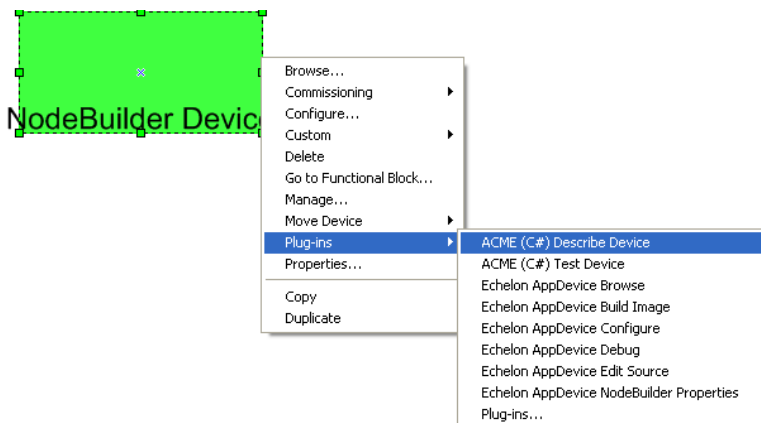 NodeBuilder Devic
Browse...
Commissioning
Configure...
Custom
Delete
Go to Functional Block...
Manage...
Move Device
Plug-ins
Properties...
Copy
Duplicate
ACME (C#) Describe Device
ACME (C#) Test Device
Echelon AppDevice Browse
Echelon AppDevice Build Image
Echelon AppDevice Configure
Echelon AppDevice Debug
Echelon AppDevice Edit Source
Echelon AppDevice NodeBuilder Properties
Plug-ins...